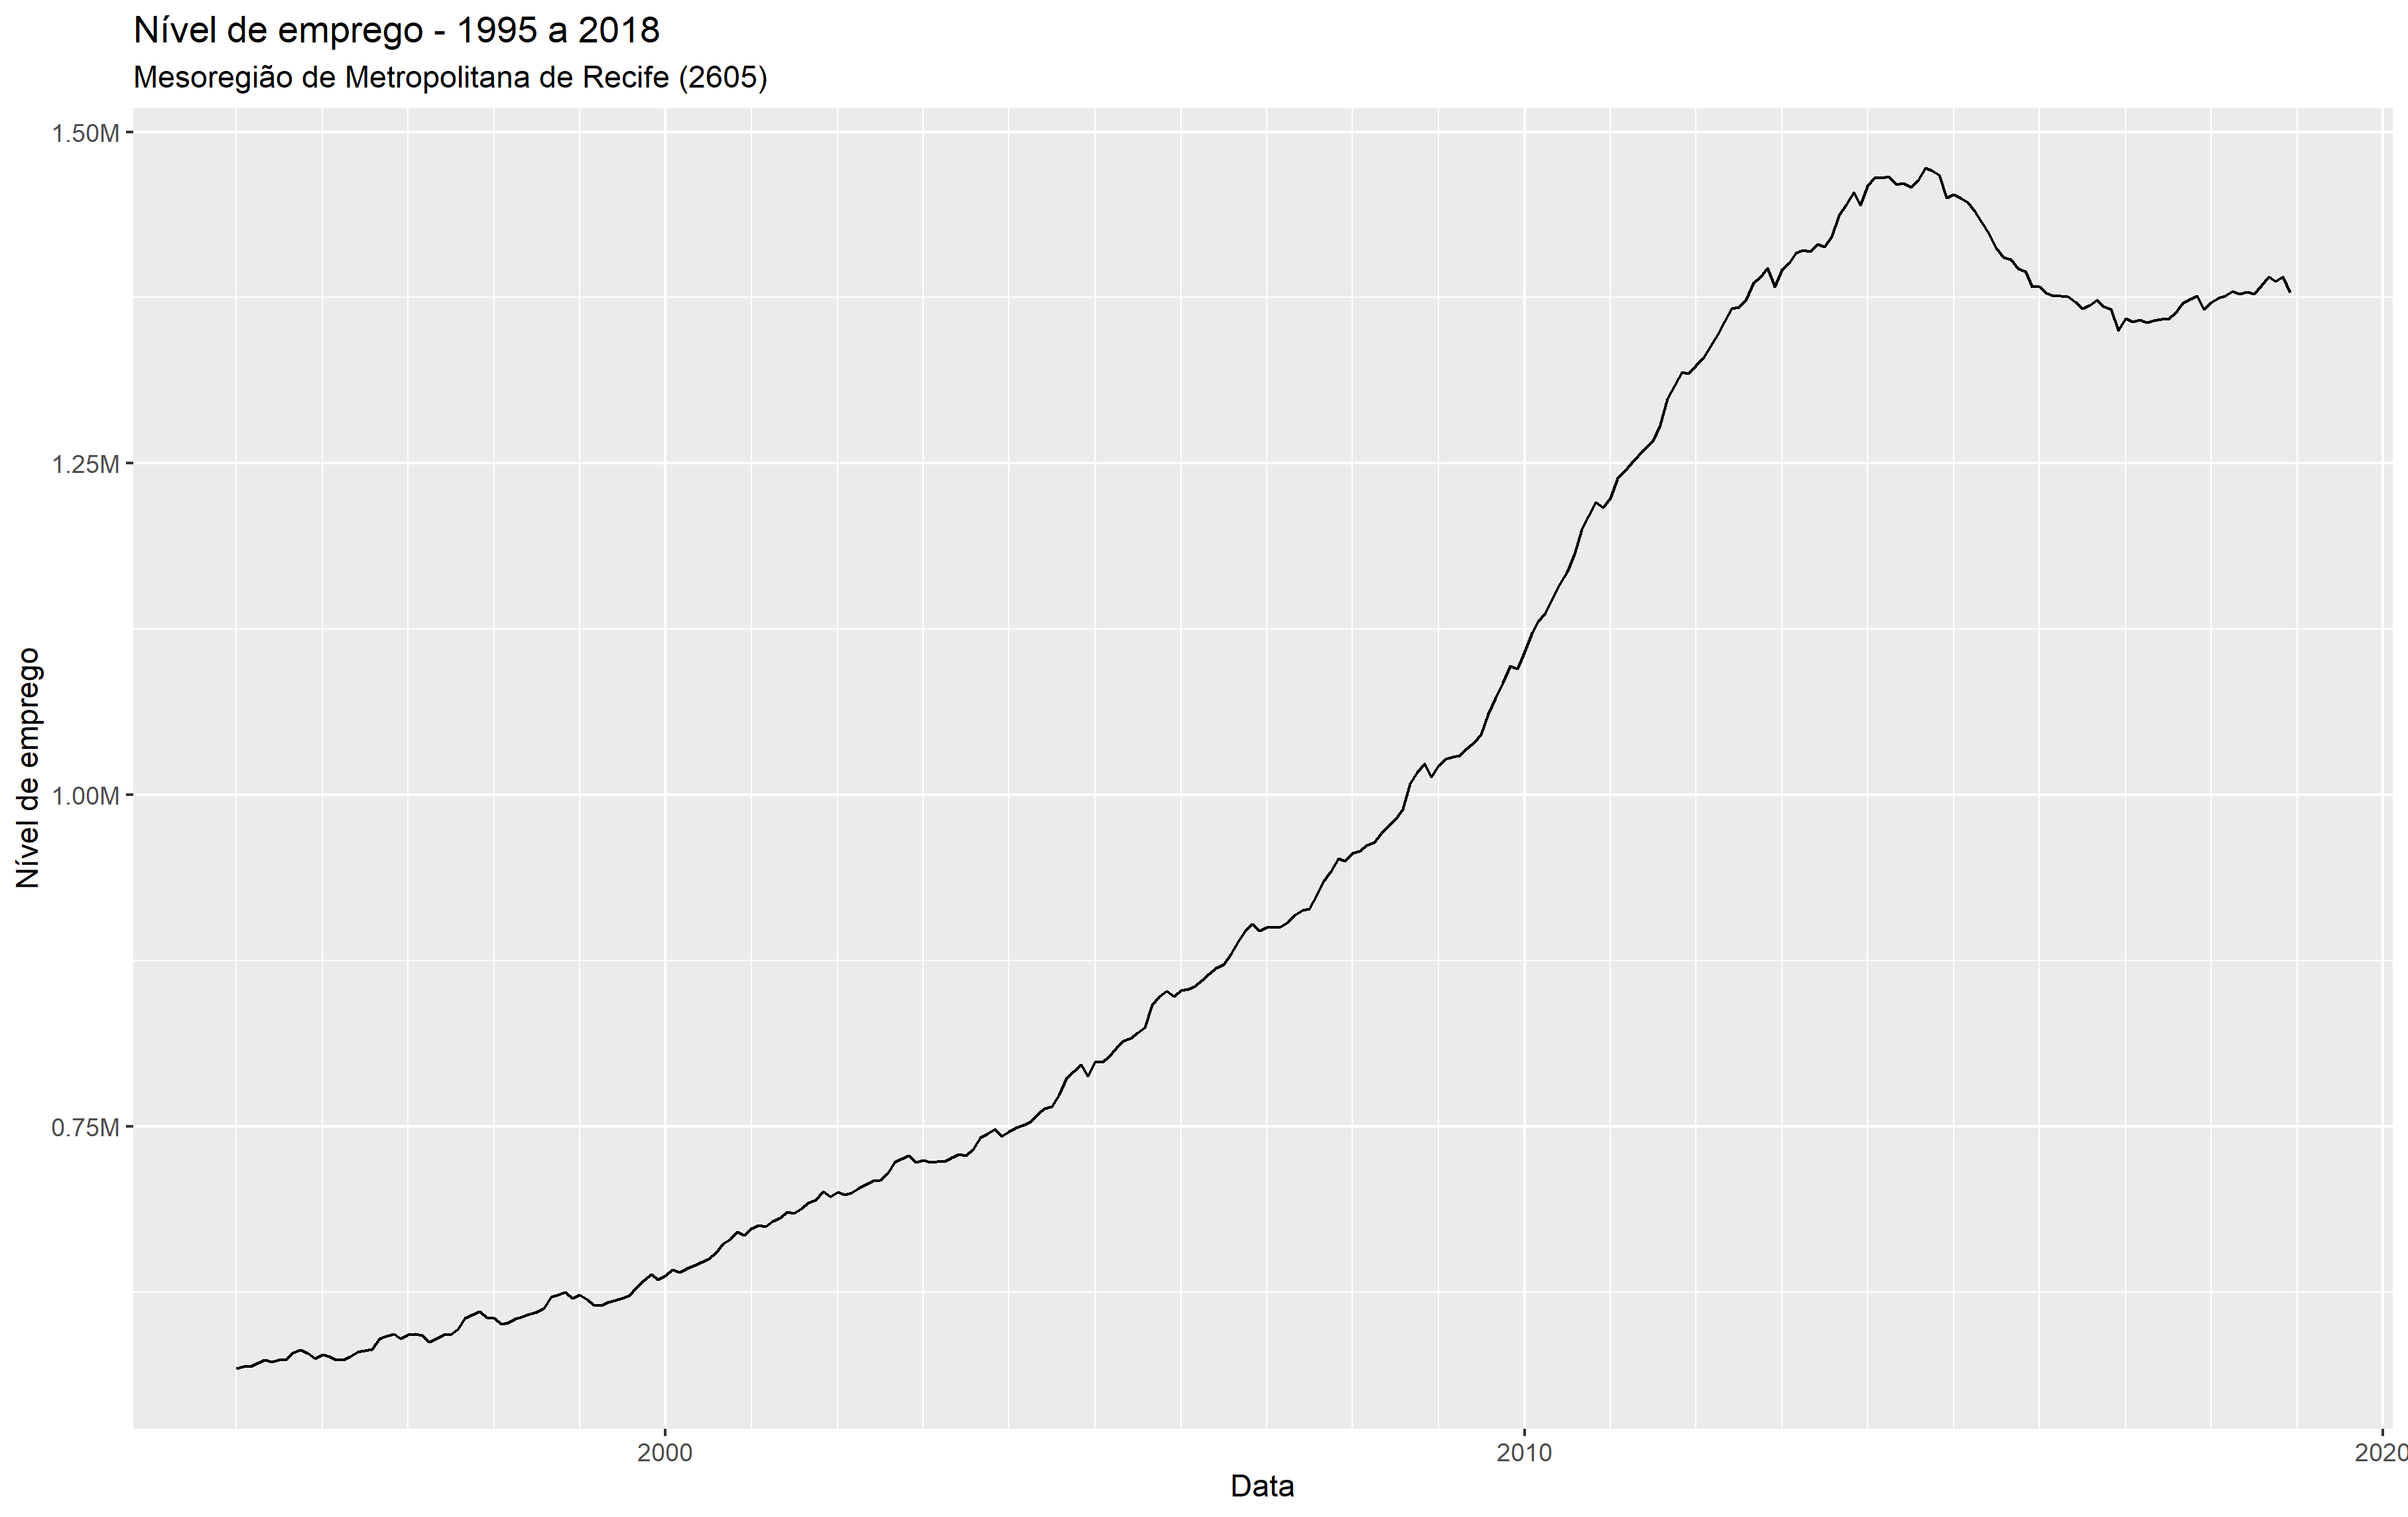 Nível de emprego - 1995 a 2018
Mesoregião de Metropolitana de Recife (2605)
Nível de emprego
1.50M
1.25M
1.00M
0.75M
2000
2010
2020
Data